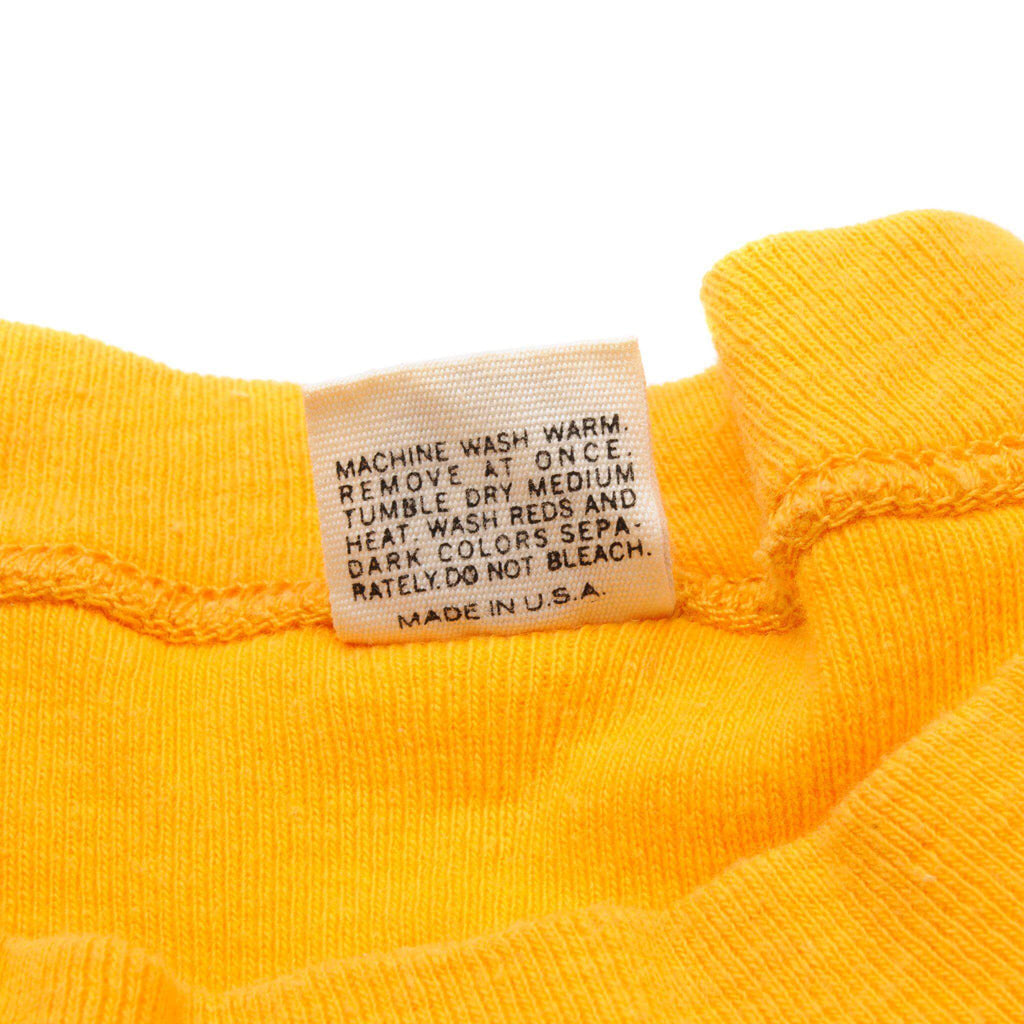 MACHINE WASH WARM.
REMOVE AT ONCE.
TUMBLE DRY MEDIUM
HEAT. WASH REDS AND
DARK COLORS SEPA-
RATELY. DO NOT BLEACH.
MADE IN U.S.A.